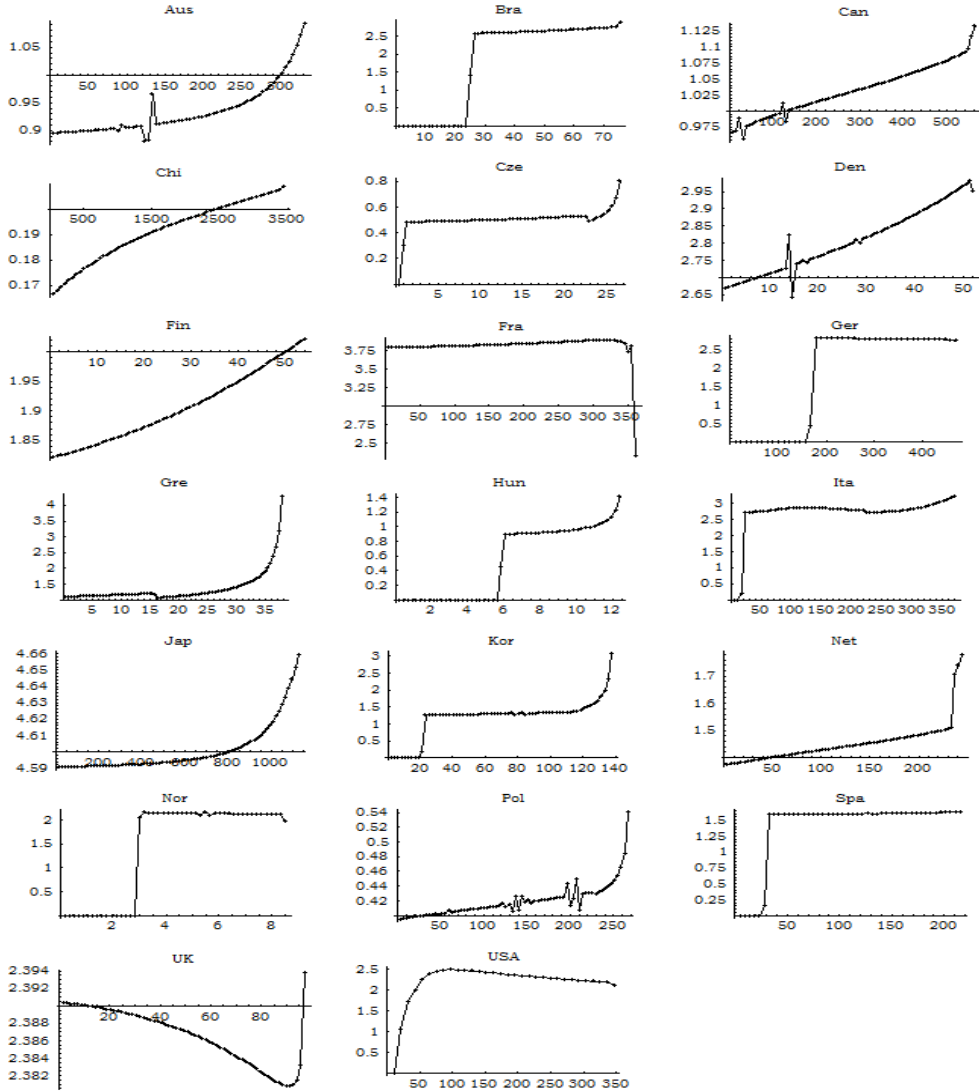 Aus
1.05
50 100 150 200 250 300
0.95
0.9
Bra
2.5
2
1.5
1
0.5
10 20 30 40 50 60 70
Can
1.125
1.1
1.075
1.05
1.025
100 200 300 400 500
0.975
Chi
500 1500 2500 3500
0.19
0.18
0.17
Cze
0.8
0.6
0.4
0.2
5 10 15 20 25
Den
2.95
2.9
2.85
2.8
2.75
10 20 30 40 50
2.65
Fin
10 20 30 40 50
1.95
1.9
1.85
Fra
3.75
3.5
3.25
50 100 150 200 250 300 350
2.75
2.5
Ger
2.5
2
1.5
1
0.5
100 200 300 400
Gre
4
3.5
3
2.5
2
1.5
5 10 15 20 25 30 35
Hun
1.4
1.2
1
0.8
0.6
0.4
0.2
2 4 6 8 10 12
Ita
3
2.5
2
1.5
1
0.5
50 100 150 200 250 300 350
Jap
4.66
4.65
4.64
4.63
4.62
4.61
200 400 600 800 1000
4.59
Kor
3
2.5
2
1.5
1
0.5
20 40 60 80 100 120 140
Net
1.7
1.6
1.5
50 100 150 200
Nor
2
1.5
1
0.5
2 4 6 8
Pol
0.54
0.52
0.5
0.48
0.46
0.44
0.42
50 100 150 200 250
Spa
1.5
1.25
1
0.75
0.5
0.25
50 100 150 200
UK
2.394
2.392
20 40 60 80
2.388
2.386
2.384
2.382
USA
2.5
2
1.5
1
0.5
50 100 150 200 250 300 350